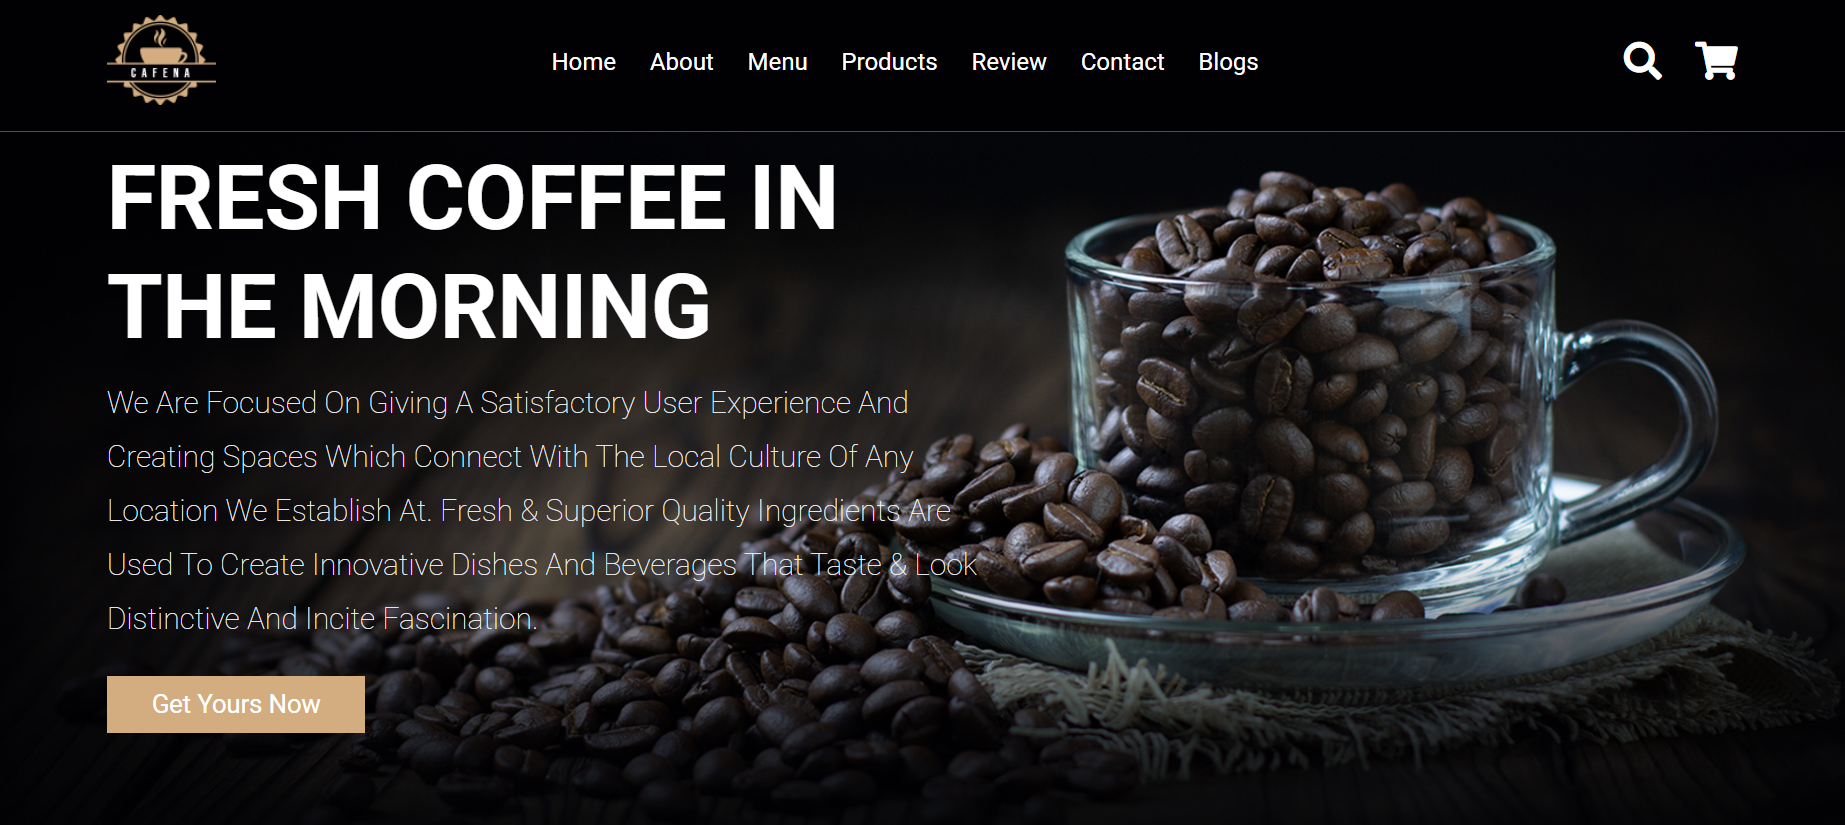 CAFENA
Home About Menu Products Review Contact Blogs
FRESH COFFEE IN
THE MORNING
We Are Focused On Giving A Satisfactory User Experience And
Creating Spaces Which Connect With The Local Culture Of Any
Location We Establish At. Fresh & Superior Quality Ingredients Are
Used To Create Innovative Dishes And Beverages That Taste & Look
Distinctive And Incite Fascination.
Get Yours Now